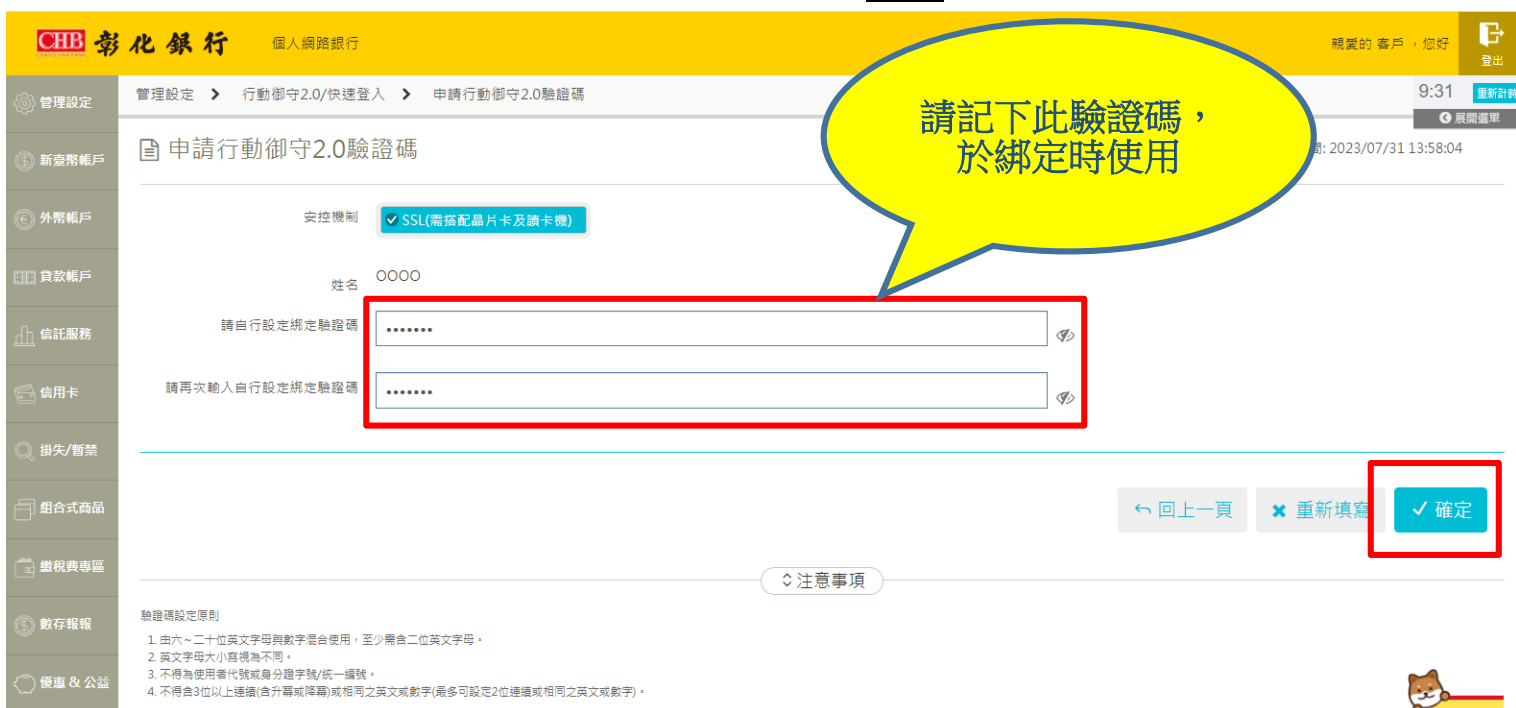 CHB 彰化銀行 個人網路銀行 親愛的 客戶,您好
登出
管理設定
管理設定 > 行動御守2.0/快速登入 > 申請行動御守2.0驗證碼
9:31 重新計時
展開選單
請記下此驗證碼,
於綁定時使用
申請行動御守2.0驗證碼
: 2023/07/31 13:58:04
新臺幣帳戶
外幣帳戶
安控機制 SSL(需搭配晶片卡及讀卡機)
貸款帳戶
姓名 OOOO
信託服務
請自行設定綁定驗證碼 •••••••
信用卡
請再次輸入自行設定綁定驗證碼 •••••••
掛失/暫禁
組合式商品
回上一頁 重新填寫 確定
繳稅費專區
注意事項
數存報報
驗證碼設定原則
1. 由六~二十位英文字母與數字混合使用,至少需含二位英文字母。
2. 英文字母大小寫視為不同。
3. 不得為使用者代號或身分證字號/統一編號。
4. 不得含3位以上連續(含升冪或降冪)或相同之英文或數字(最多可設定2位連續或相同之英文或數字)。
優惠 & 公益